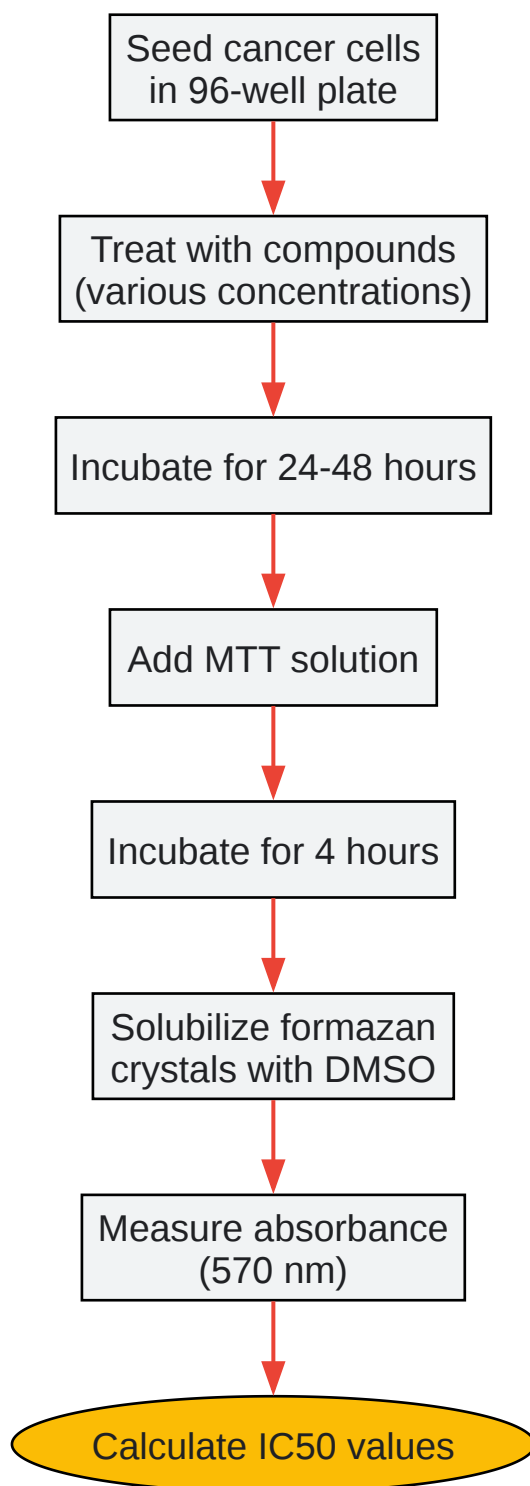 Seed cancer cells
in 96-well plate
Treat with compounds
(various concentrations)
Incubate for 24-48 hours
Add MTT solution
Incubate for 4 hours
Solubilize formazan
crystals with DMSO
Measure absorbance
(570 nm)
Calculate IC50 values